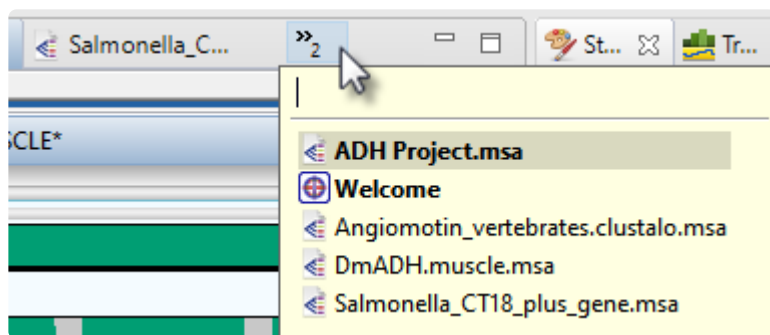 Salmonella_C... »2 St... Tr...
SCLE*
ADH Project.msa
Welcome
Angiomotin_vertebrates.clustalo.msa
DmADH.muscle.msa
Salmonella_CT18_plus_gene.msa